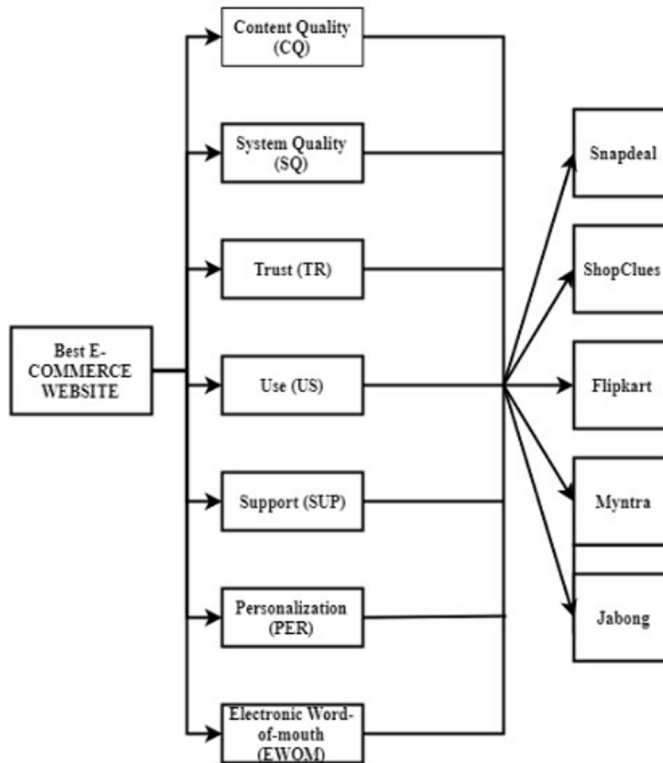 Best E-
COMMERCE
WEBSITE
Content Quality
(CQ)
System Quality
(SQ)
Trust (TR)
Use (US)
Support (SUP)
Personalization
(PER)
Electronic Word-
of-mouth
(EWOM)
Snapdeal
ShopClues
Flipkart
Myntra
Jabong